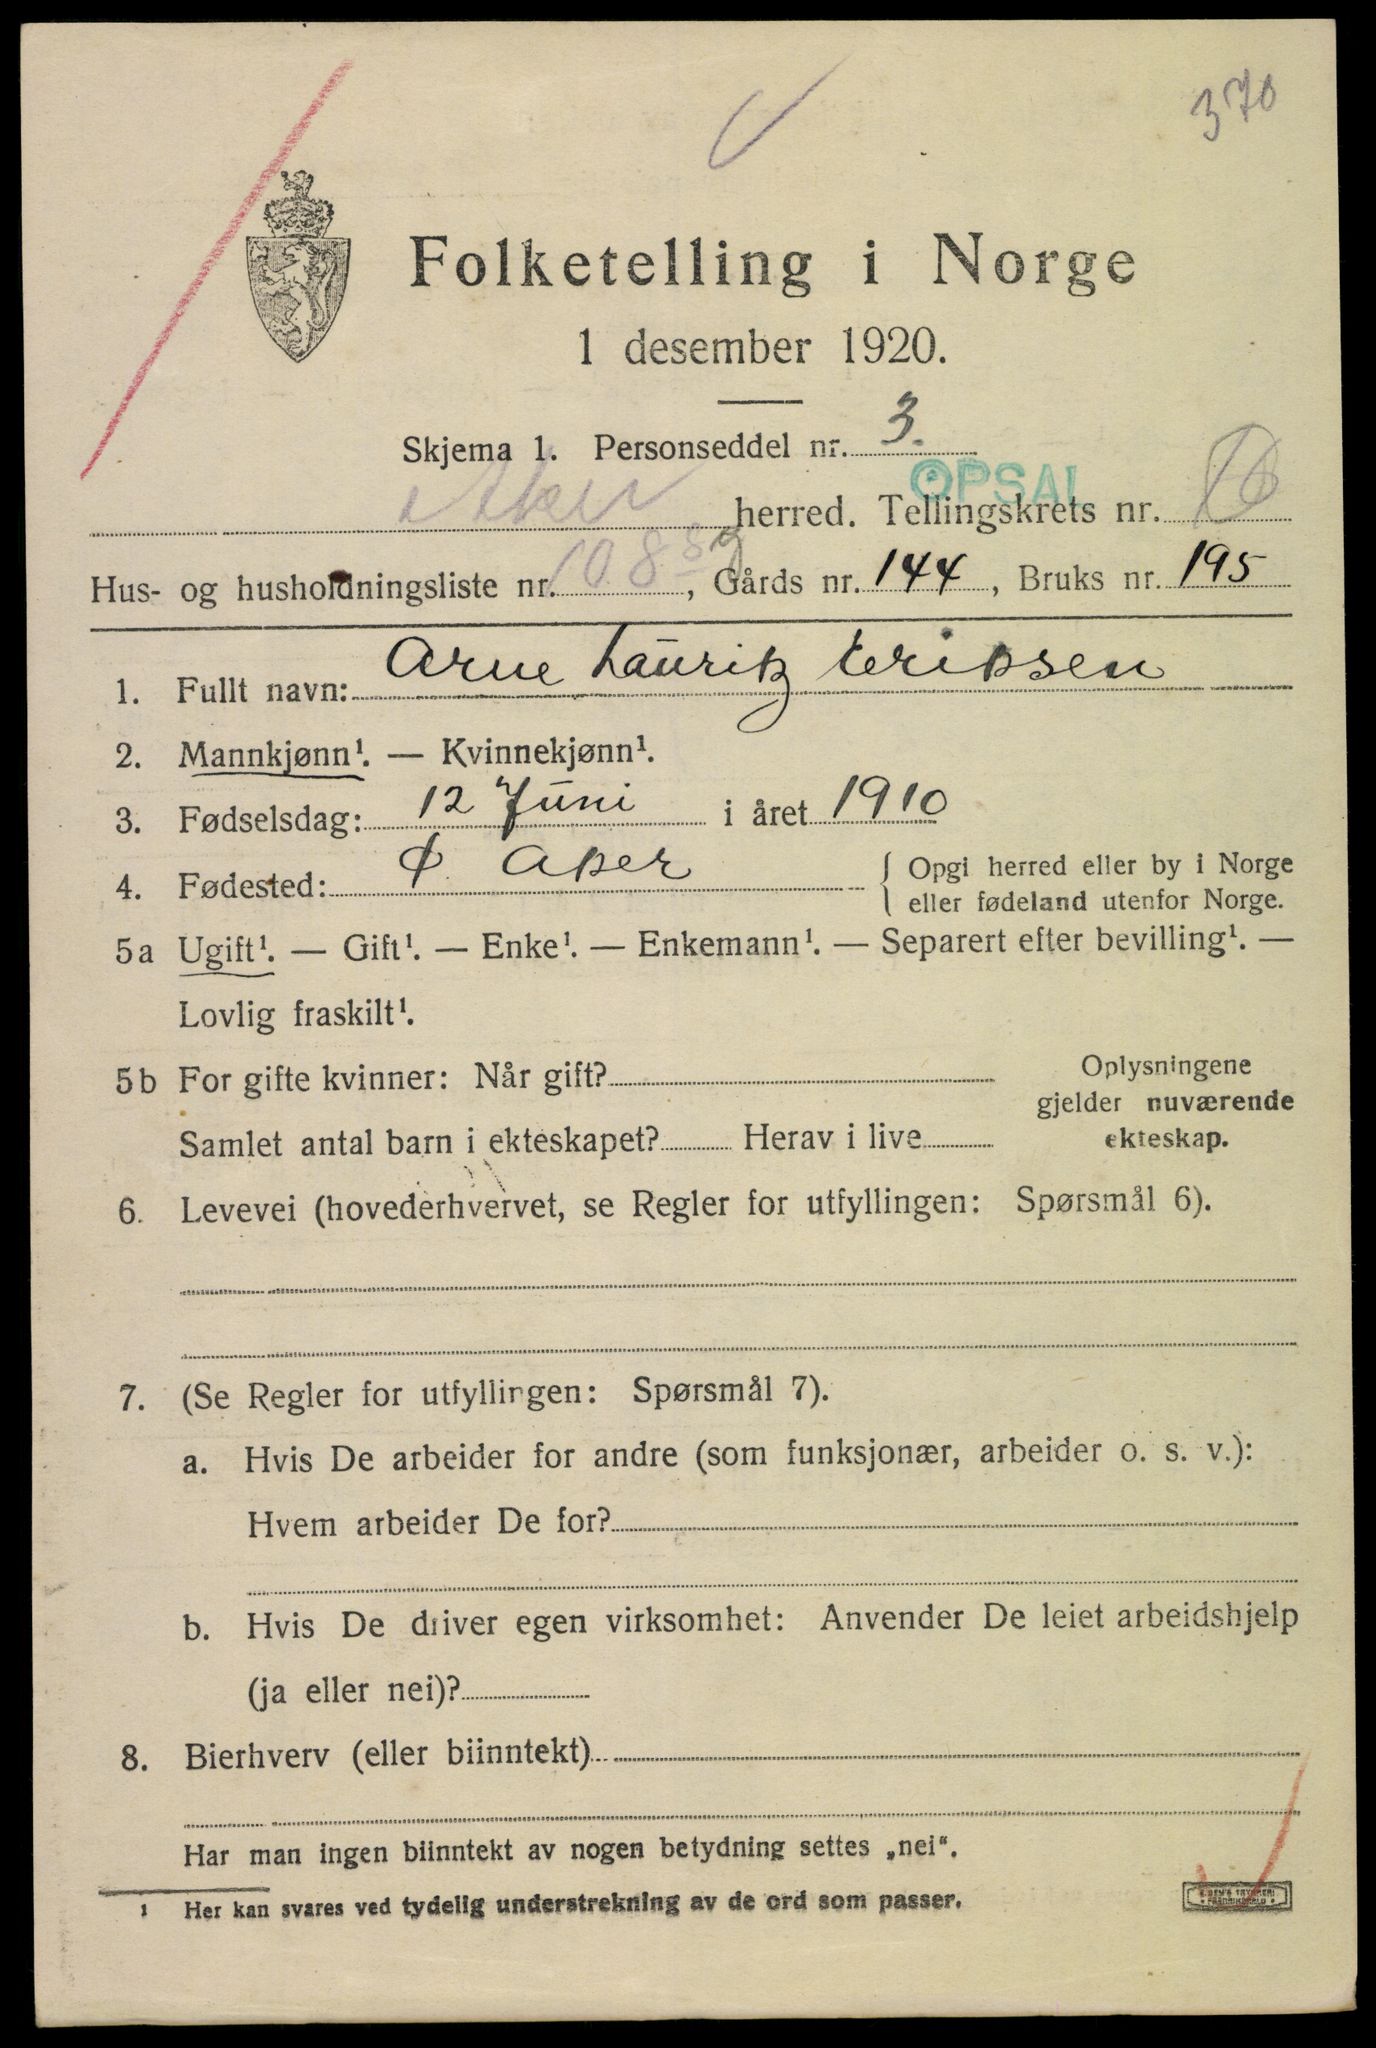 370
Folketelling i Norge
1 desember 1920.
Skjema 1. Personseddel nr. 3.
OPSAL
Aker herred. Tellingskrets nr.
Hus- og husholdningsliste nr. 108, Gårds nr. 144, Bruks nr. 195
1. Fullt navn: Arne Lauritz Eriksen
2. Mannkjønn¹. — Kvinnekjønn¹.
3. Fødselsdag: 12 Juni i året 1910
4. Fødested: Ø Aker { Opgi herred eller by i Norge
eller fødeland utenfor Norge.
5a Ugift¹. — Gift¹. — Enke¹. — Enkemann¹. — Separert efter bevilling¹. —
Lovlig fraskilt¹.
5b For gifte kvinner: Når gift? Oplysningene
gjelder nuværende
Samlet antal barn i ekteskapet? Herav i live ekteskap.
6. Levevei (hovederhvervet, se Regler for utfyllingen: Spørsmål 6).
7. (Se Regler for utfyllingen: Spørsmål 7).
a. Hvis De arbeider for andre (som funksjonær, arbeider o. s. v.):
Hvem arbeider De for?
b. Hvis De driver egen virksomhet: Anvender De leiet arbeidshjelp
(ja eller nei)?
8. Bierhverv (eller biinntekt)
Har man ingen biinntekt av nogen betydning settes „nei“.
¹ Her kan svares ved tydelig understrekning av de ord som passer.